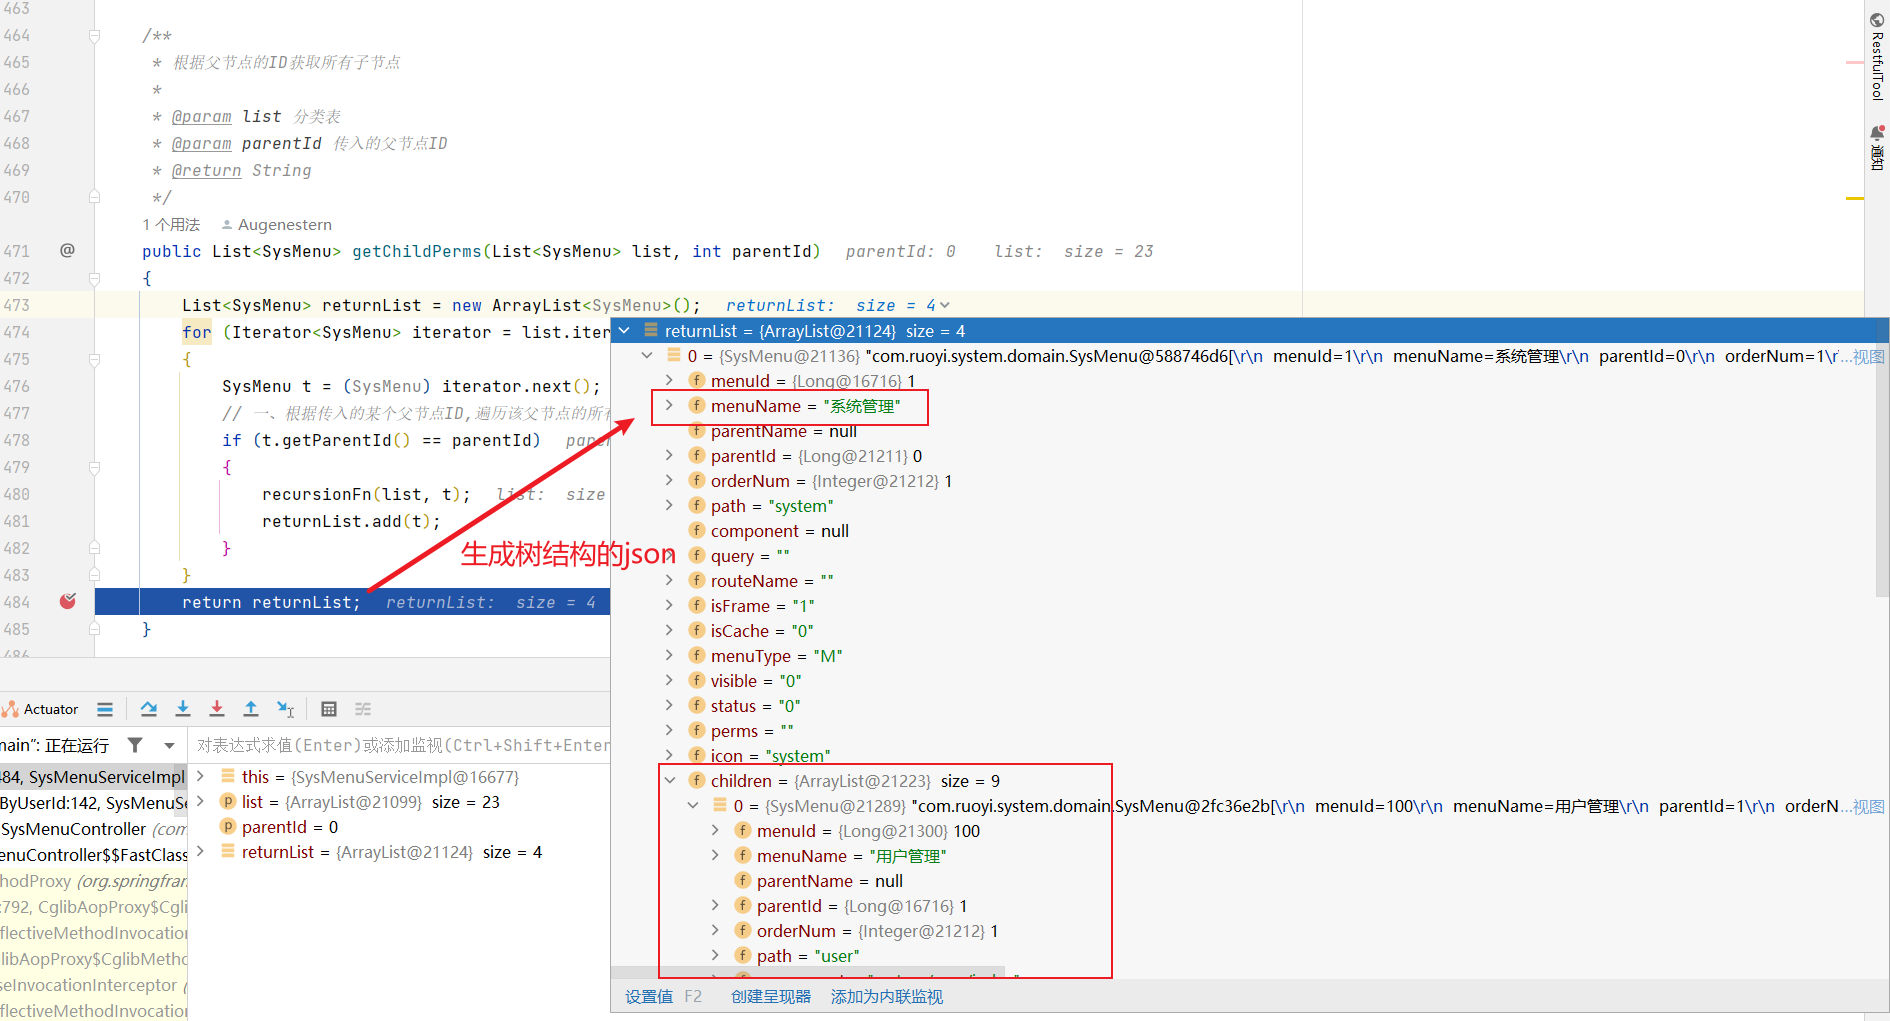 463
464 /**
465 * 根据父节点的ID获取所有子节点
466 *
467 * @param list 分类表
468 * @param parentId 传入的父节点ID
469 * @return String
470 */
1 个用法 Augenestern
471 @ public List<SysMenu> getChildPerms(List<SysMenu> list, int parentId) parentId: 0 list: size = 23
472 {
473 List<SysMenu> returnList = new ArrayList<SysMenu>(); returnList: size = 4
474 for (Iterator<SysMenu> iterator = list.iter
475 {
476 SysMenu t = (SysMenu) iterator.next();
477 // 一、根据传入的某个父节点ID,遍历该父节点的所有
478 if (t.getParentId() == parentId) paren
479 {
480 recursionFn(list, t); list: size
481 returnList.add(t);
482 }
483 }
484 return returnList; returnList: size = 4
485 }
486
生成树结构的json
returnList = {ArrayList@21124} size = 4
0 = {SysMenu@21136} "com.ruoyi.system.domain.SysMenu@588746d6[\r\n menuId=1\r\n menuName=系统管理\r\n parentId=0\r\n orderNum=1\r\ ...视图
menuId = {Long@16716} 1
menuName = "系统管理"
parentName = null
parentId = {Long@21211} 0
orderNum = {Integer@21212} 1
path = "system"
component = null
query = ""
routeName = ""
isFrame = "1"
isCache = "0"
menuType = "M"
visible = "0"
status = "0"
perms = ""
icon = "system"
children = {ArrayList@21223} size = 9
0 = {SysMenu@21289} "com.ruoyi.system.domain.SysMenu@2fc36e2b[\r\n menuId=100\r\n menuName=用户管理\r\n parentId=1\r\n orderN...视图
menuId = {Long@21300} 100
menuName = "用户管理"
parentName = null
parentId = {Long@16716} 1
orderNum = {Integer@21212} 1
path = "user"
设置值 F2 创建呈现器 添加为内联监视
Actuator
main": 正在运行
对表达式求值(Enter)或添加监视(Ctrl+Shift+Enter
484, SysMenuServiceImpl
ByUserId:142, SysMenuSe
SysMenuController (com
enuController$$FastClass
hodProxy (org.springfran
:792, CglibAopProxy$Cgli
flectiveMethodInvocation
glibAopProxy$CglibMetho
seInvocationInterceptor (
flectiveMethodInvocation
this = {SysMenuServiceImpl@16677}
list = {ArrayList@21099} size = 23
parentId = 0
returnList = {ArrayList@21124} size = 4
RestfulTool
通知